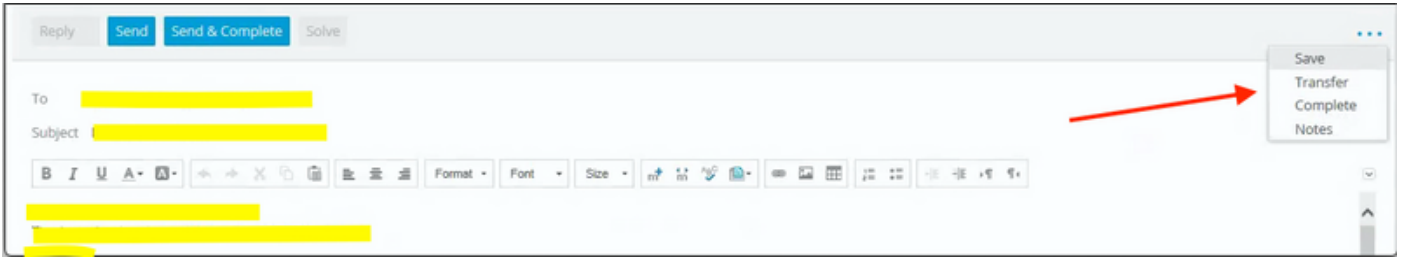 Reply Send Send & Complete Solve
Save
Transfer
Complete
Notes
To
Subject
B I U A A Format Font Size